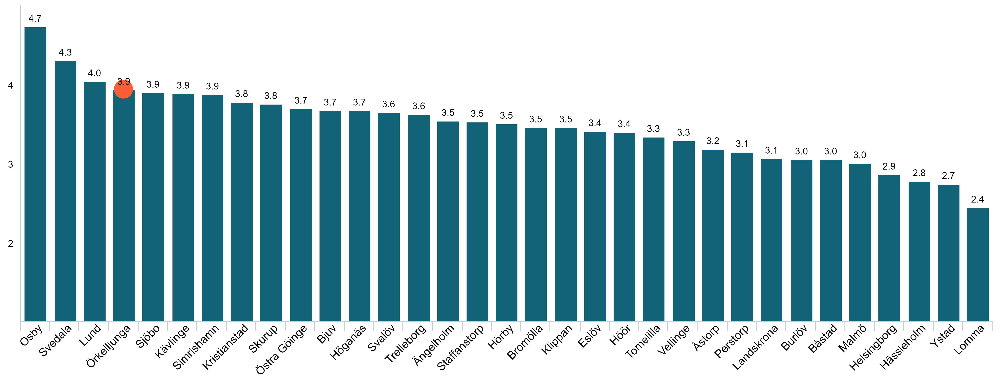 4.7
4.3
4.0
3.9
3.9
3.9
3.9
3.8
3.8
3.7
3.7
3.7
3.6
3.6
3.5
3.5
3.5
3.5
3.5
3.4
3.4
3.3
3.3
3.2
3.1
3.1
3.0
3.0
3.0
2.9
2.8
2.7
2.4
4
3
2
Osby
Svedala
Lund
Örkelljunga
Sjöbo
Kävlinge
Simrishamn
Kristianstad
Skurup
Östra Göinge
Bjuv
Höganäs
Svalöv
Trelleborg
Ängelholm
Staffanstorp
Hörby
Bromölla
Klippan
Eslöv
Höör
Tomelilla
Vellinge
Åstorp
Perstorp
Landskrona
Burlöv
Båstad
Malmö
Helsingborg
Hässleholm
Ystad
Lomma